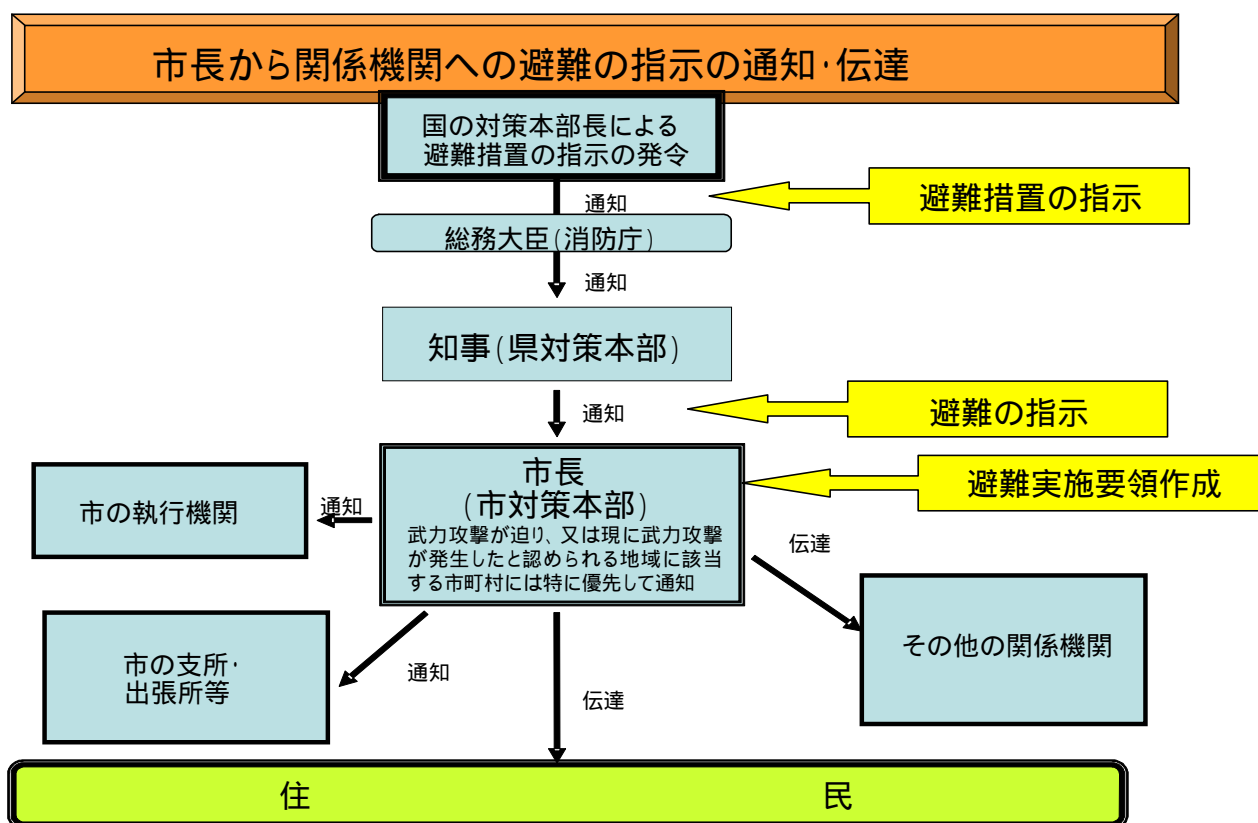 市長から関係機関への避難の指示の通知・伝達
国の対策本部長による
避難措置の指示の発令
通知
避難措置の指示
総務大臣(消防庁)
通知
知事(県対策本部)
通知
避難の指示
市長
(市対策本部)
武力攻撃が迫り、又は現に武力攻撃
が発生したと認められる地域に該当
する市町村には特に優先して通知
避難実施要領作成
市の執行機関
通知
伝達
市の支所・
出張所等
通知
伝達
その他の関係機関
住 民